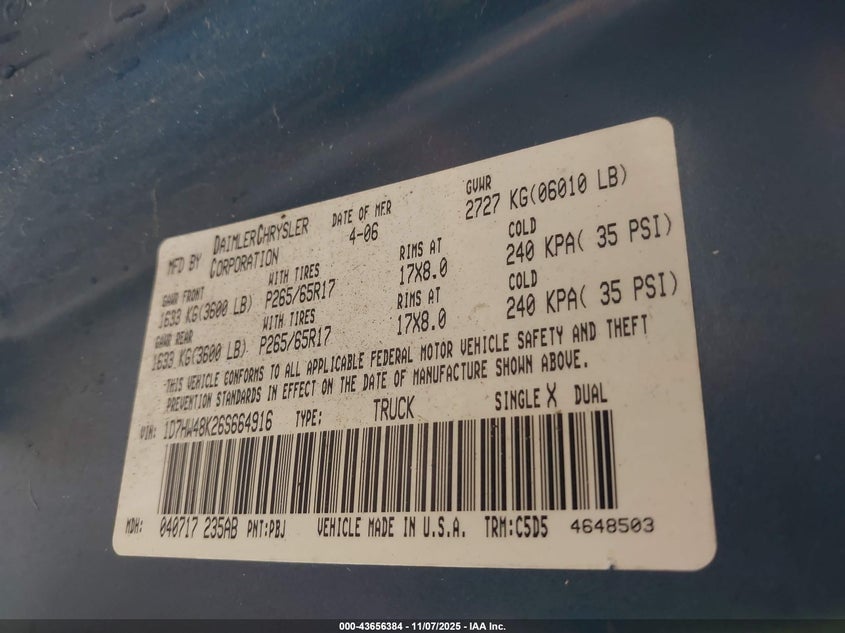 MFD BY DAIMLERCHRYSLER CORPORATION DATE OF MFR 4-06 GVWR 2727 KG(06010 LB)
GAWR FRONT WITH TIRES RIMS AT COLD
1633 KG(3600 LB) P265/65R17 17X8.0 240 KPA( 35 PSI)
GAWR REAR WITH TIRES RIMS AT COLD
1633 KG(3600 LB) P265/65R17 17X8.0 240 KPA( 35 PSI)
THIS VEHICLE CONFORMS TO ALL APPLICABLE FEDERAL MOTOR VEHICLE SAFETY AND THEFT
PREVENTION STANDARDS IN EFFECT ON THE DATE OF MANUFACTURE SHOWN ABOVE.
VIN: 1D7HW48K26S664916 TYPE: TRUCK SINGLE X DUAL
MDH: 040717 235AB PNT:PBJ VEHICLE MADE IN U.S.A. TRM:C5D5 4648503
000-43656384 - 11/07/2025 - IAA Inc.